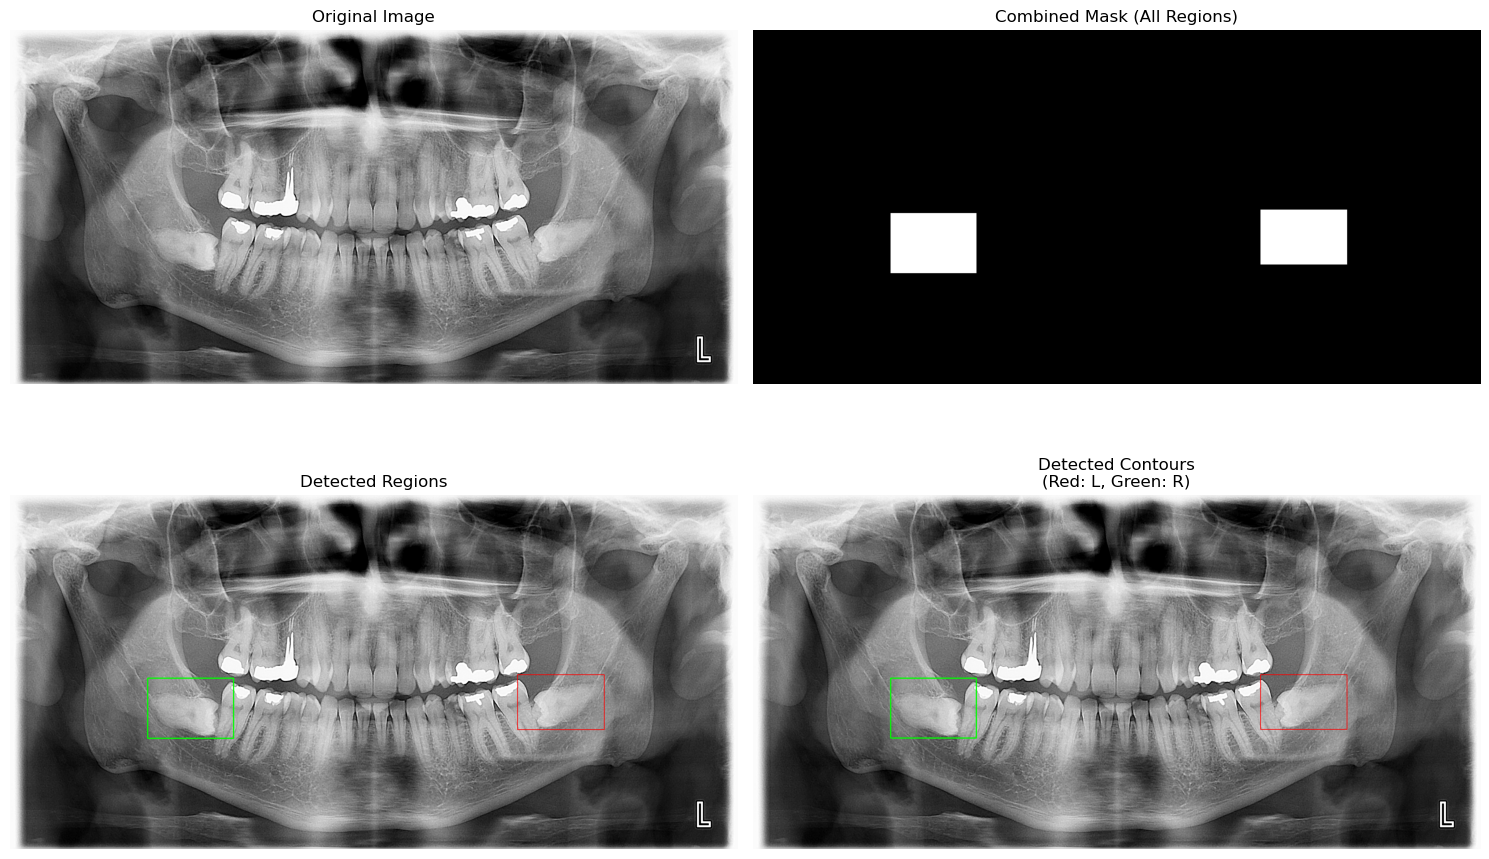 Original Image
Combined Mask (All Regions)
L
Detected Regions
Detected Contours
(Red: L, Green: R)
L
L